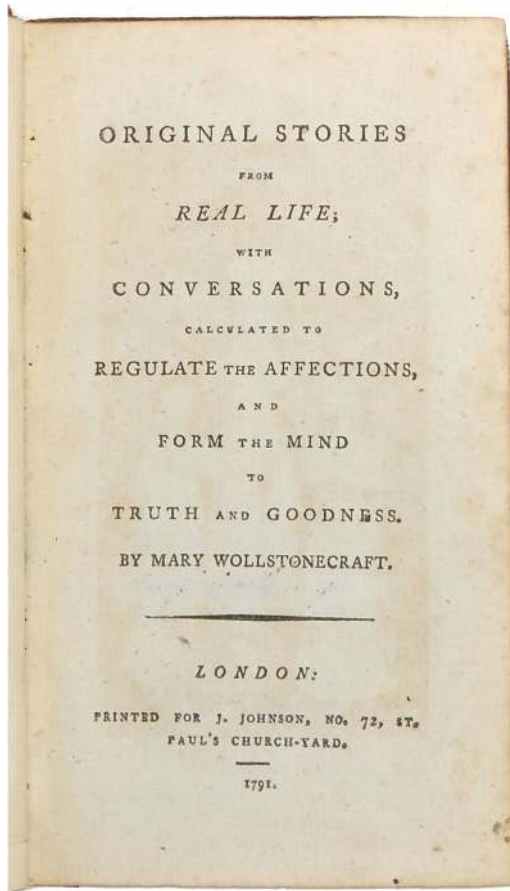 ORIGINAL STORIES
FROM
REAL LIFE;
WITH
CONVERSATIONS,
CALCULATED TO
REGULATE THE AFFECTIONS,
AND
FORM THE MIND
TO
TRUTH AND GOODNESS.
BY MARY WOLLSTONECRAFT.
LONDON:
PRINTED FOR J. JOHNSON, NO. 72, ST.
PAUL'S CHURCH-YARD.
1791.